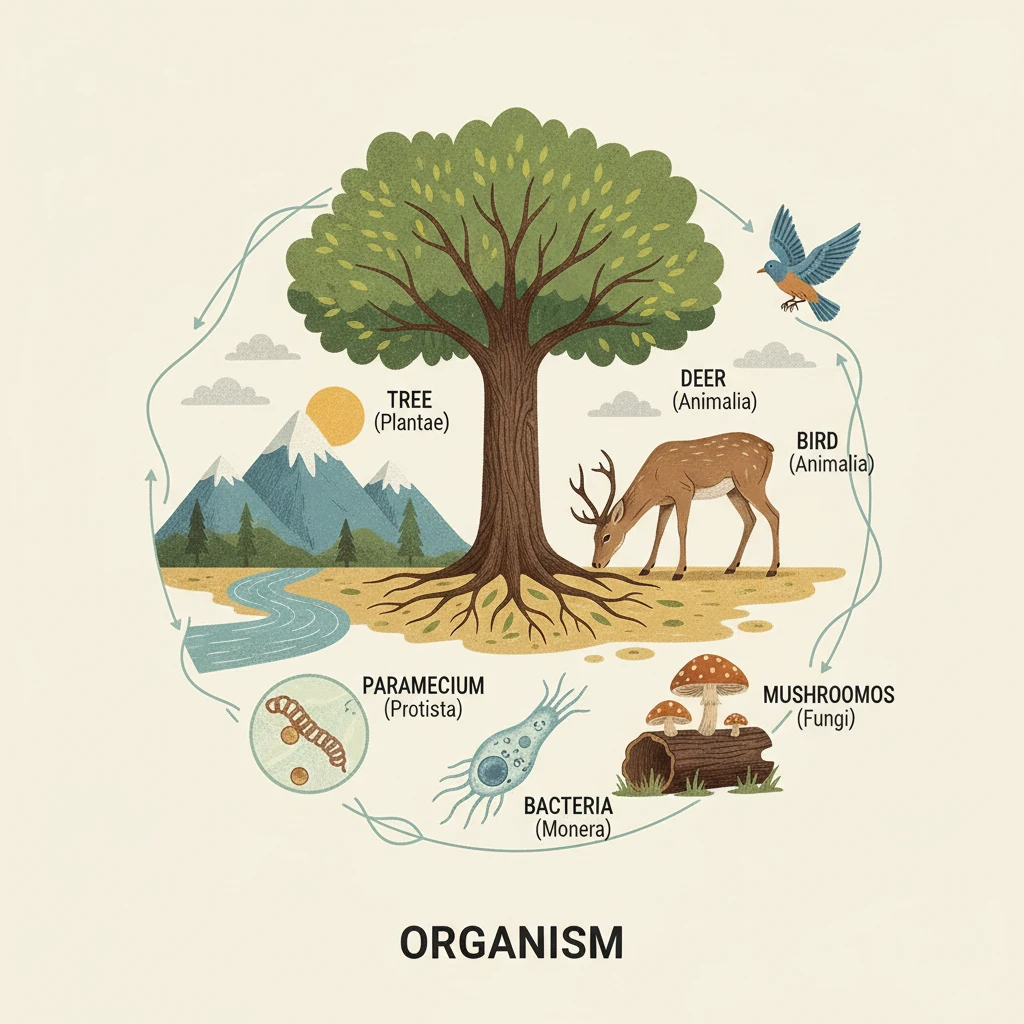 TREE
(Plantae)
DEER
(Animalia)
BIRD
(Animalia)
PARAMECIUM
(Protista)
MUSHROOMOS
(Fungi)
BACTERIA
(Monera)
ORGANISM